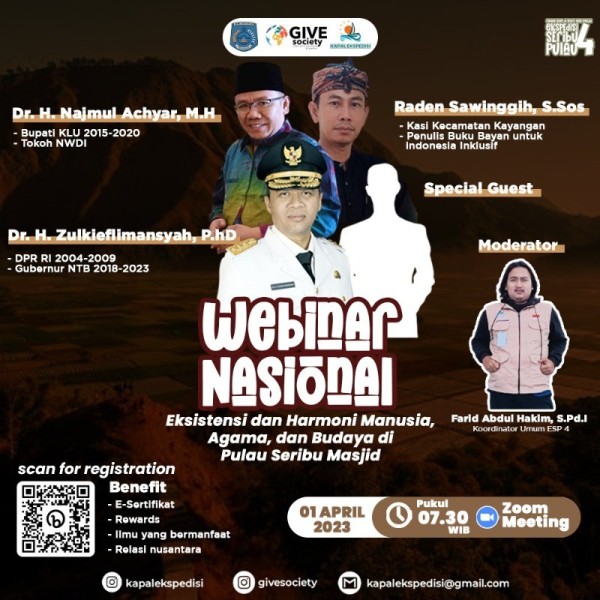 GIVE
society
KAPALEKSPEDISI
EKSPEDISI
SERIBU
PULAU
4
Dr. H. Najmul Achyar, M.H
- Bupati KLU 2015-2020
- Tokoh NWDI
Raden Sawinggih, S.Sos
- Kasi Kecamatan Kayangan
- Penulis Buku Bayan untuk
Indonesia Inklusif
Special Guest
Dr. H. Zulkieflimansyah, P.hD
- DPR RI 2004-2009
- Gubernur NTB 2018-2023
Moderator
Webinar
Nasional
Eksistensi dan Harmoni Manusia,
Agama, dan Budaya di
Pulau Seribu Masjid
Farid Abdul Hakim, S.Pd.I
Koordinator Umum ESP 4
scan for registration
Benefit
- E-Sertifikat
- Rewards
- Ilmu yang bermanfaat
- Relasi nusantara
01 APRIL
2023
Pukul
07.30
WIB
Zoom
Meeting
kapalekspedisi
givesociety
kapalekspedisi@gmail.com